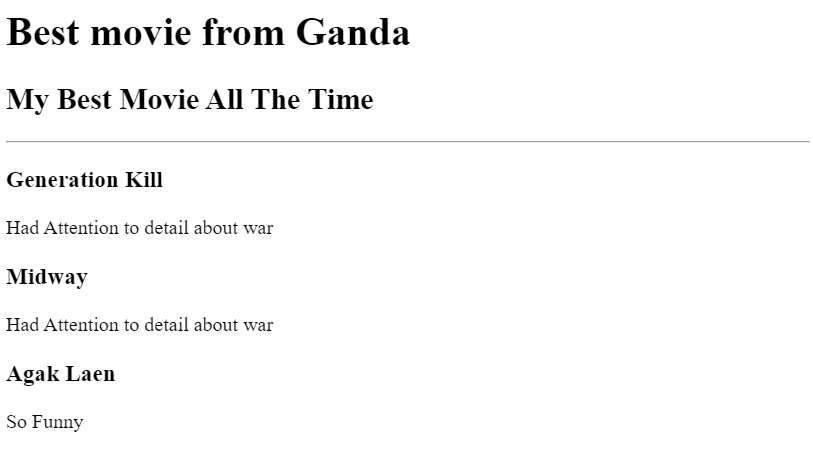 Best movie from Ganda
My Best Movie All The Time
Generation Kill
Had Attention to detail about war
Midway
Had Attention to detail about war
Agak Laen
So Funny